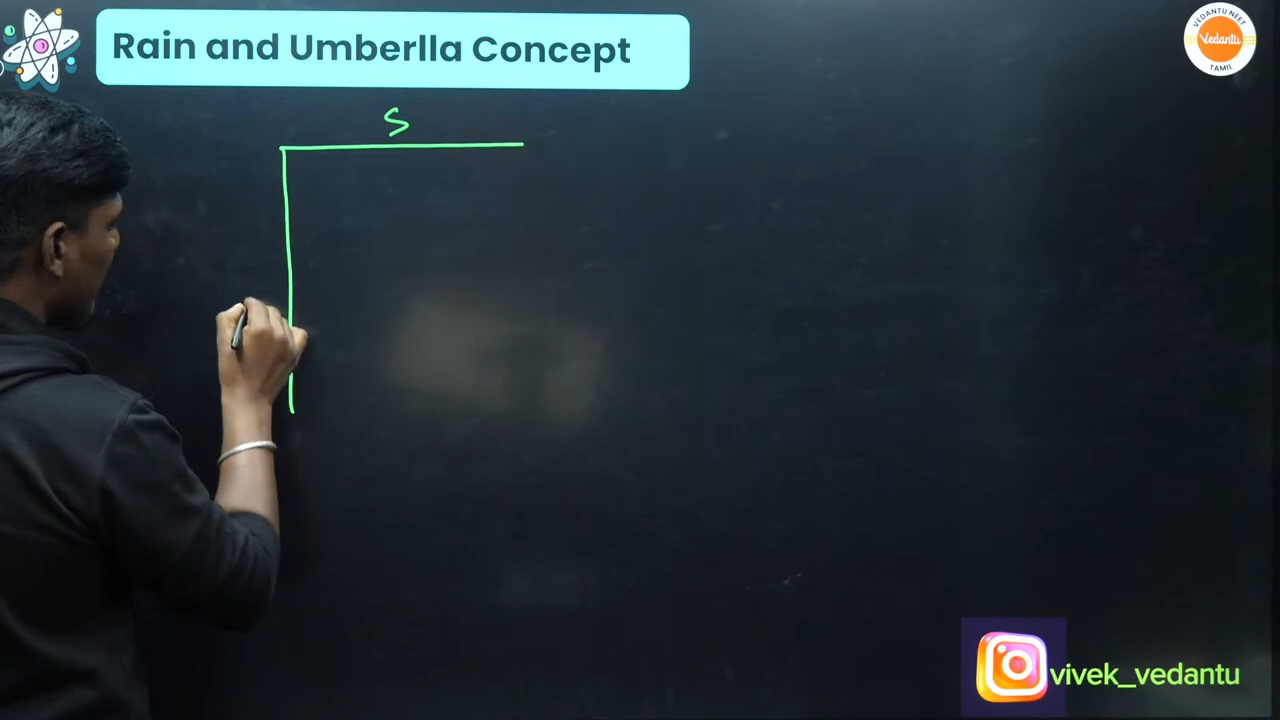 Rain and Umberlla Concept
VEDANTU NEET
Vedantu
TAMIL
S
vivek_vedantu